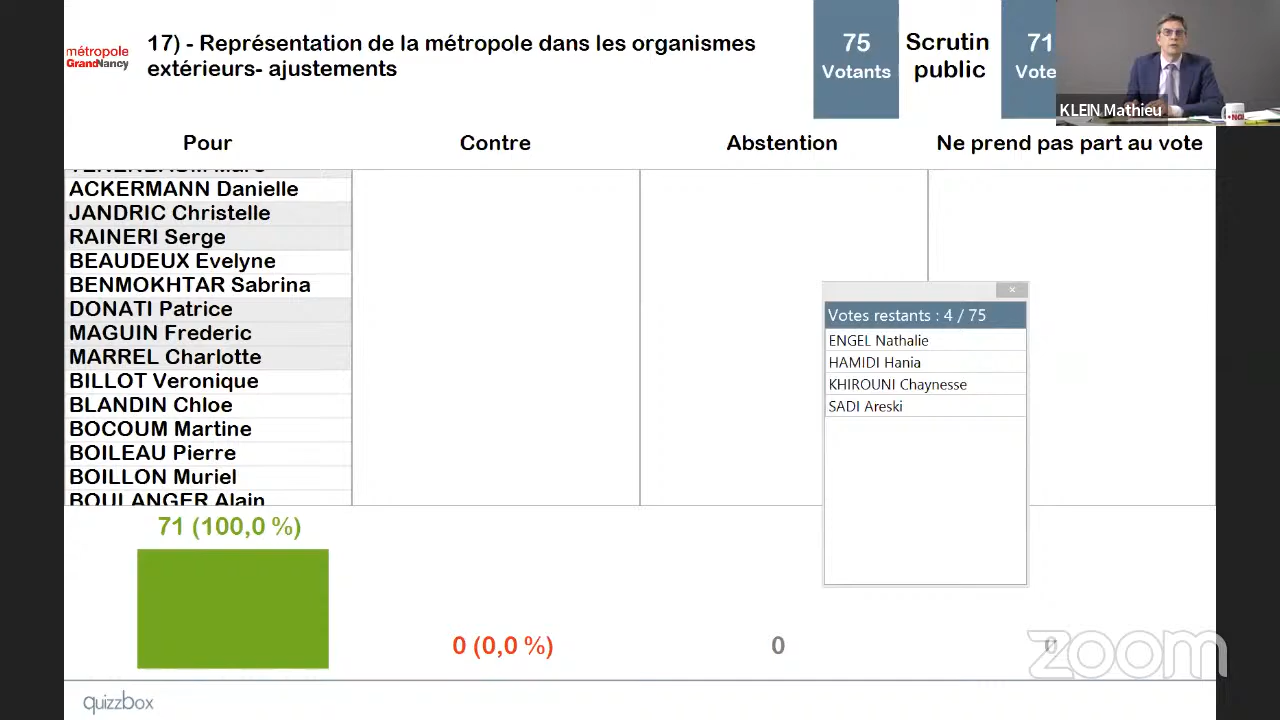 métropole
GrandNancy
17) - Représentation de la métropole dans les organismes
extérieurs- ajustements
75
Votants
Scrutin
public
71
Vote
KLEIN Mathieu
Pour
Contre
Abstention
Ne prend pas part au vote
ACKERMANN Danielle
JANDRIC Christelle
RAINERI Serge
BEAUDEUX Evelyne
BENMOKHTAR Sabrina
DONATI Patrice
MAGUIN Frederic
MARREL Charlotte
BILLOT Veronique
BLANDIN Chloe
BOCOUM Martine
BOILEAU Pierre
BOILLON Muriel
BOULANGER Alain
Votes restants : 4 / 75
ENGEL Nathalie
HAMIDI Hania
KHIROUNI Chaynesse
SADI Areski
71 (100,0 %)
0 (0,0 %)
0
0
zoom
quizzbox